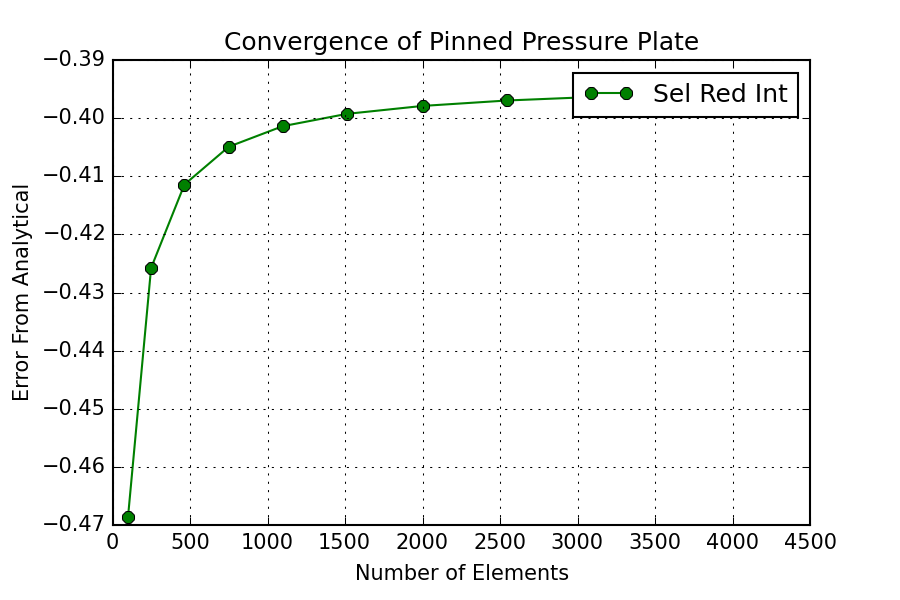 Convergence of Pinned Pressure Plate
Sel Red Int
−0.39
−0.40
−0.41
−0.42
−0.43
−0.44
−0.45
−0.46
−0.47
Error From Analytical
0 500 1000 1500 2000 2500 3000 3500 4000 4500
Number of Elements